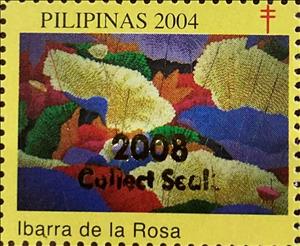 PILIPINAS 2004
2008
Collect Seal.
Ibarra de la Rosa